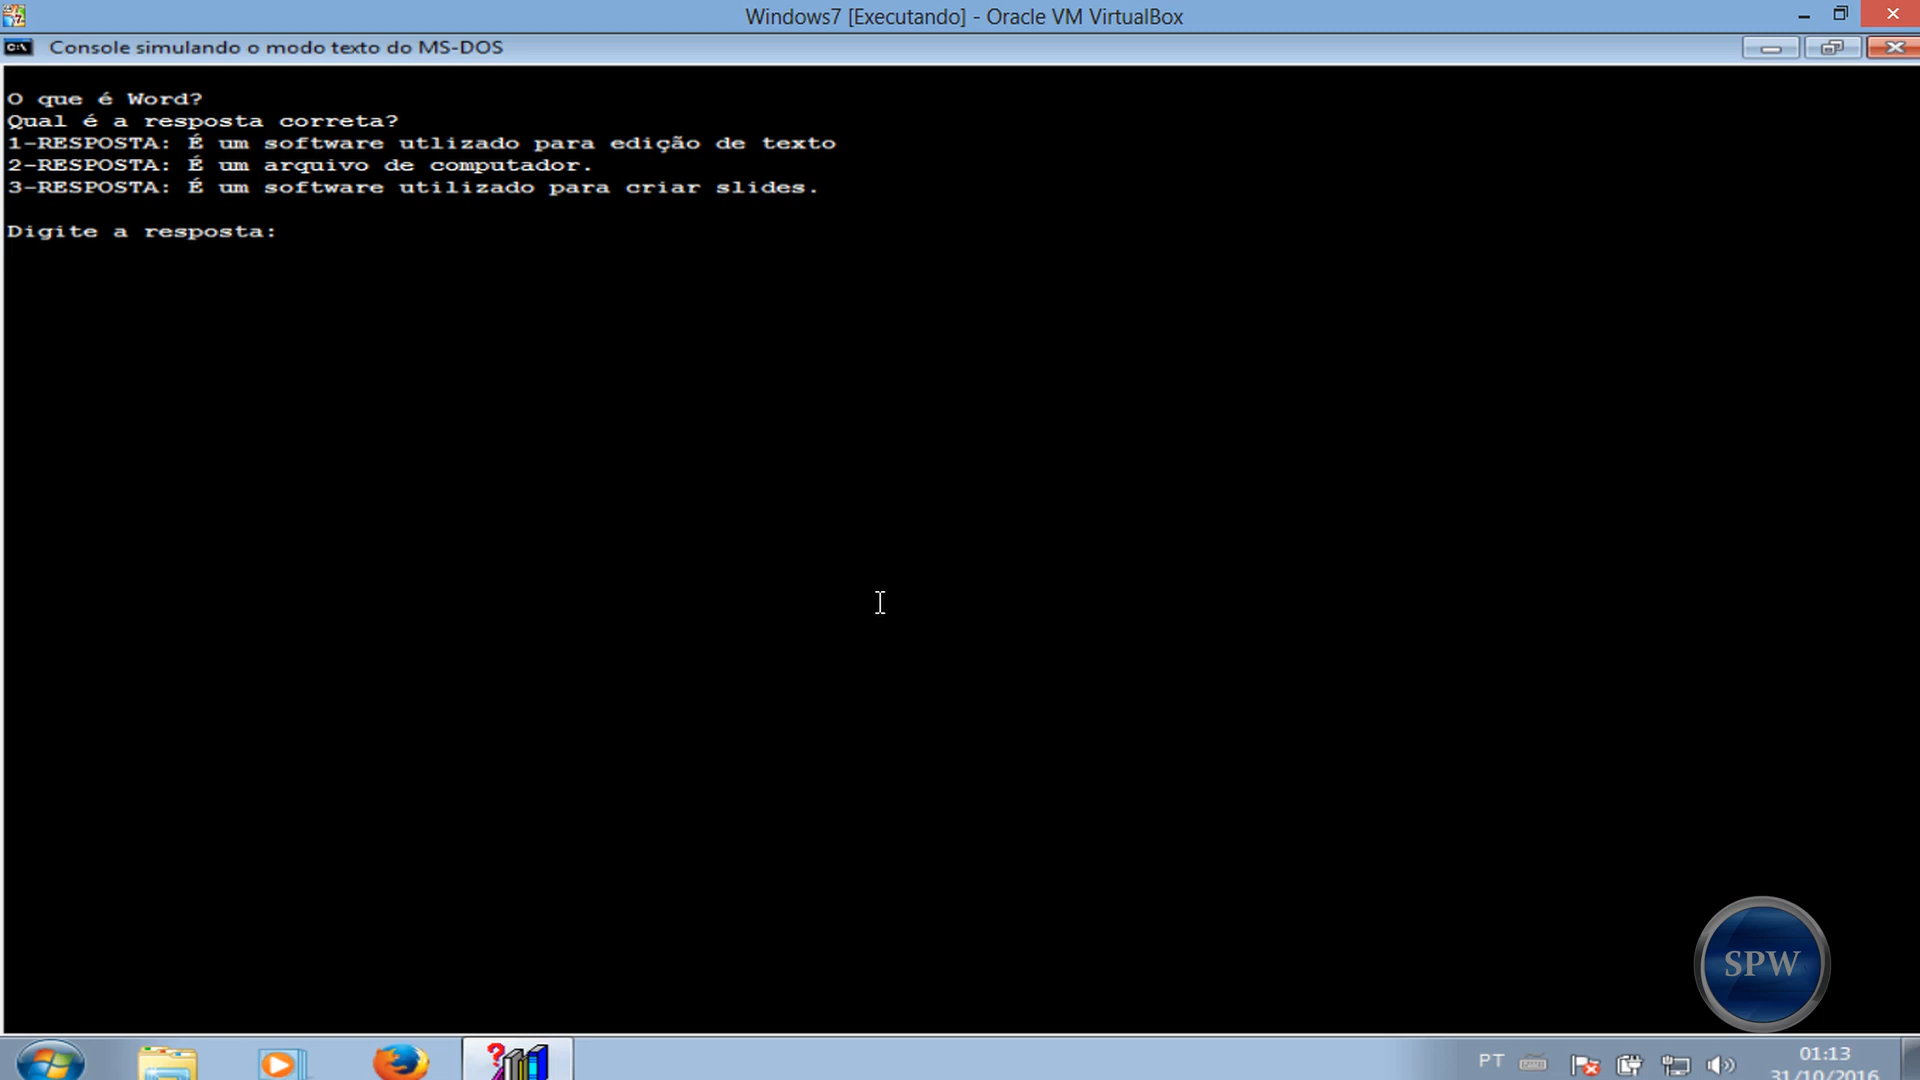 Windows7 [Executando] - Oracle VM VirtualBox
Console simulando o modo texto do MS-DOS
O que é Word?
Qual é a resposta correta?
1-RESPOSTA: É um software utlizado para edição de texto
2-RESPOSTA: É um arquivo de computador.
3-RESPOSTA: É um software utilizado para criar slides.
Digite a resposta:
SPW
PT
01:13
31/10/2016